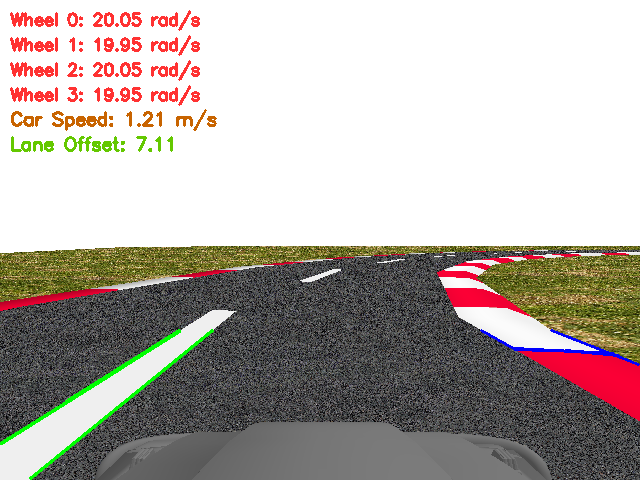 Wheel 0: 20.05 rad/s
Wheel 1: 19.95 rad/s
Wheel 2: 20.05 rad/s
Wheel 3: 19.95 rad/s
Car Speed: 1.21 m/s
Lane Offset: 7.11